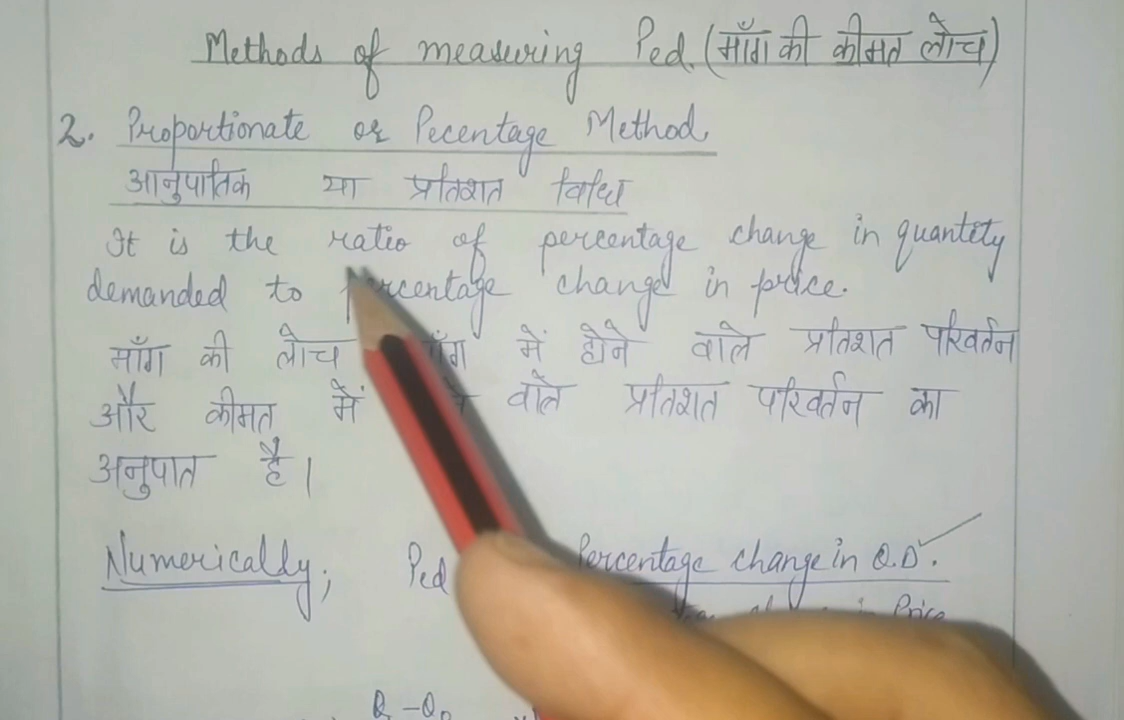 Methods of measuring Ped. (माँग की कीमत लोच)
2. Proportionate or Pecentage Method
आनुपातिक या प्रतिशत विधि
It is the ratio of percentage change in quantity
demanded to percentage change in price.
माँग की लोच में होने वाले प्रतिशत परिवर्तन
और कीमत में वाले प्रतिशत परिवर्तन का
अनुपात है।
Numerically; Ped Percentage change in Q.D.
Price